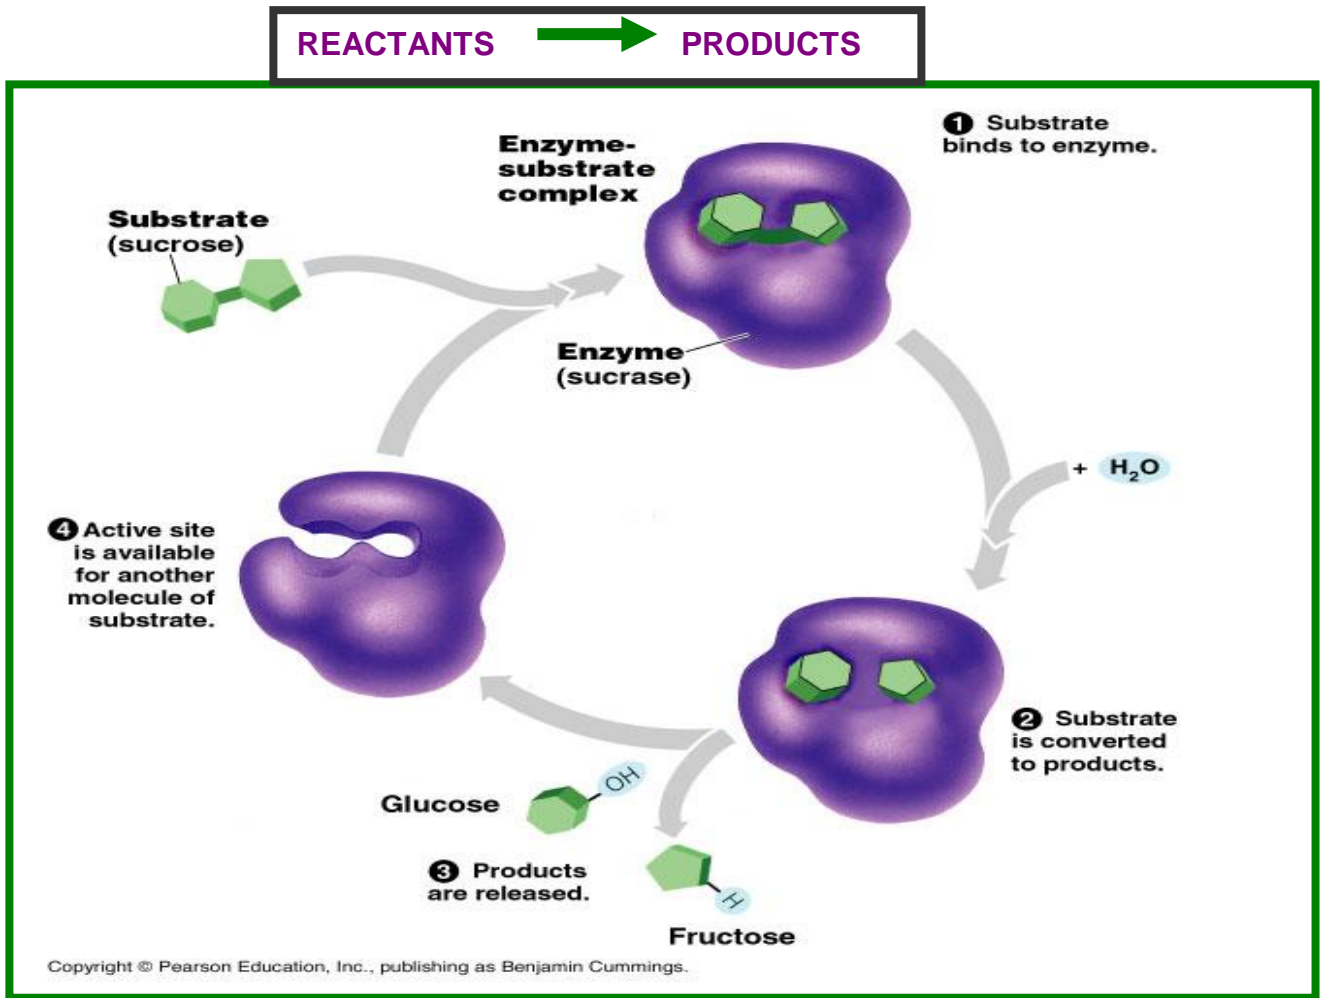 REACTANTS PRODUCTS
1 Substrate
binds to enzyme.
Enzyme-
substrate
complex
Substrate
(sucrose)
Enzyme
(sucrase)
+ H₂O
4 Active site
is available
for another
molecule of
substrate.
2 Substrate
is converted
to products.
OH
Glucose
3 Products
are released.
H
Fructose
Copyright © Pearson Education, Inc., publishing as Benjamin Cummings.